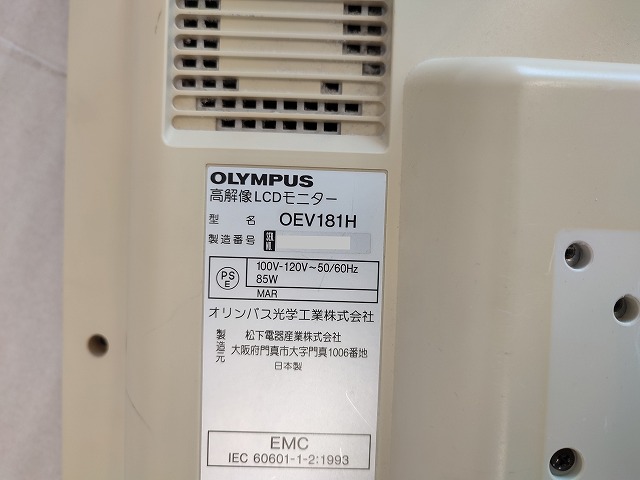 OLYMPUS
高解像LCDモニター
型 名 OEV181H
製造番号 SER. NO.
PS E 100V-120V～50/60Hz
85W
MAR
オリンパス光学工業株式会社
製造元 松下電器産業株式会社
大阪府門真市大字門真1006番地
日本製
EMC
IEC 60601-1-2:1993